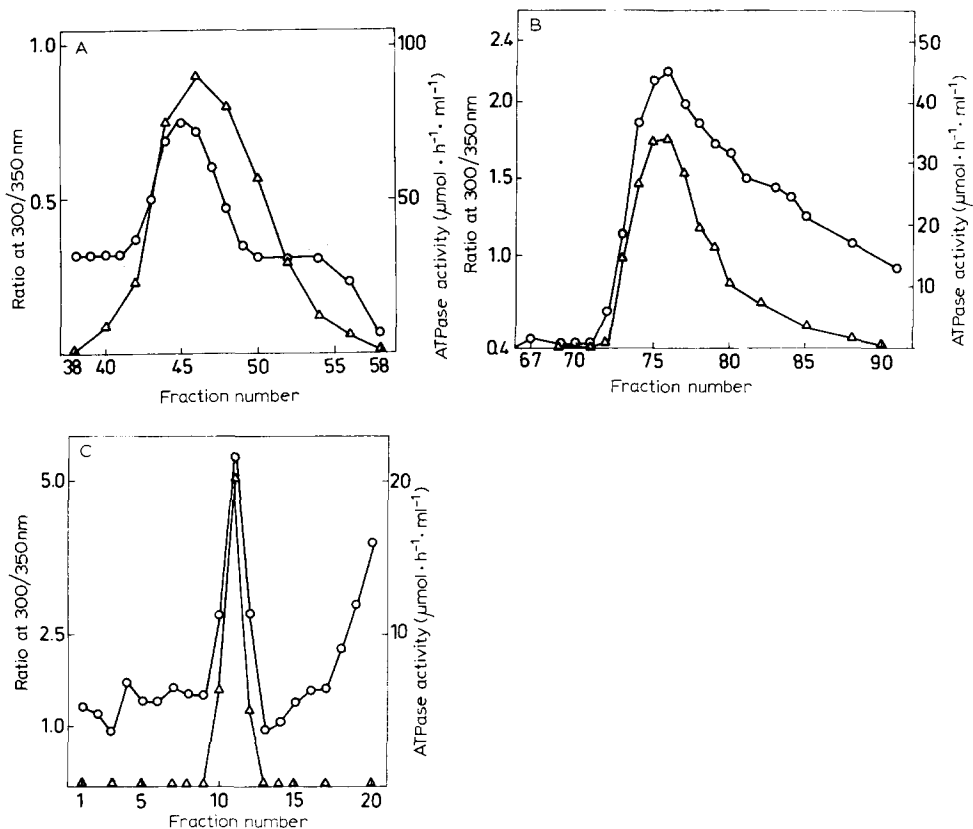 A
1.0
0.5
Ratio at 300/350 nm
100
50
ATPase activity (μmol · h⁻¹ · ml⁻¹)
38 40 45 50 55 58
Fraction number
B
2.4
2.0
1.5
1.0
0.4
Ratio at 300/350nm
50
40
30
20
10
ATPase activity (μmol · h⁻¹ · ml⁻¹)
67 70 75 80 85 90
Fraction number
C
5.0
2.5
1.0
Ratio at 300/350nm
20
10
ATPase activity (μmol · h⁻¹ · ml⁻¹)
1 5 10 15 20
Fraction number